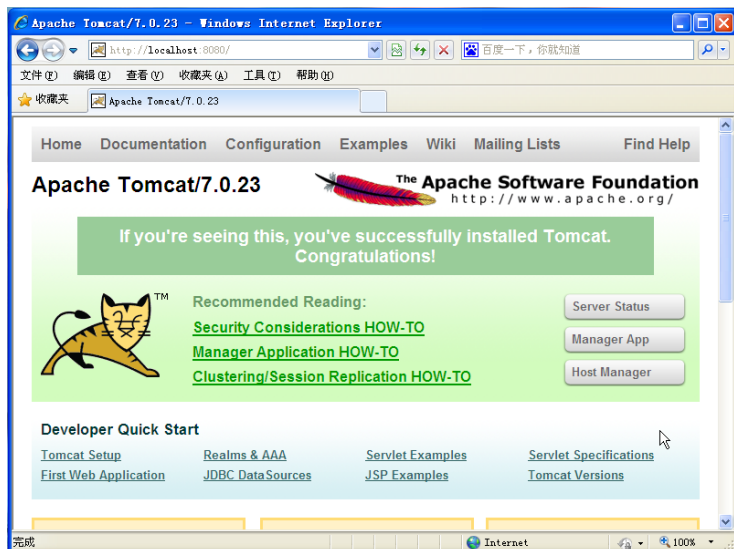 Apache Tomcat/7.0.23 - Windows Internet Explorer
http://localhost:8080/
百度一下，你就知道
文件(F) 编辑(E) 查看(V) 收藏夹(A) 工具(T) 帮助(H)
收藏夹 Apache Tomcat/7.0.23
Home Documentation Configuration Examples Wiki Mailing Lists Find Help
Apache Tomcat/7.0.23
The Apache Software Foundation
http://www.apache.org/
If you're seeing this, you've successfully installed Tomcat.
Congratulations!
TM
Recommended Reading:
Security Considerations HOW-TO
Manager Application HOW-TO
Clustering/Session Replication HOW-TO
Server Status
Manager App
Host Manager
Developer Quick Start
Tomcat Setup Realms & AAA Servlet Examples Servlet Specifications
First Web Application JDBC DataSources JSP Examples Tomcat Versions
完成 Internet 100%